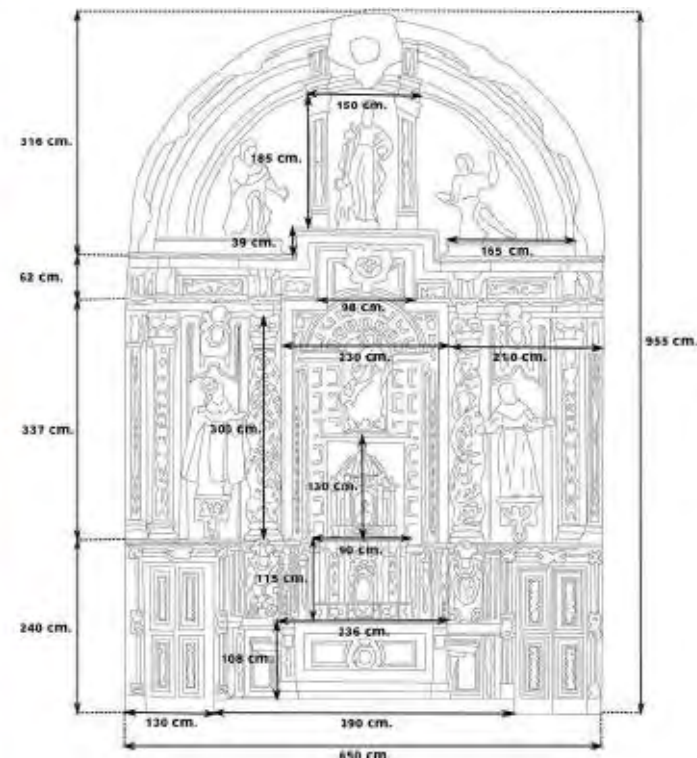 150 cm.
316 cm.
185 cm.
39 cm.
165 cm.
62 cm.
98 cm.
230 cm.
210 cm.
955 cm.
337 cm.
300 cm.
130 cm.
90 cm.
115 cm.
240 cm.
236 cm.
108 cm.
130 cm.
390 cm.
650 cm.